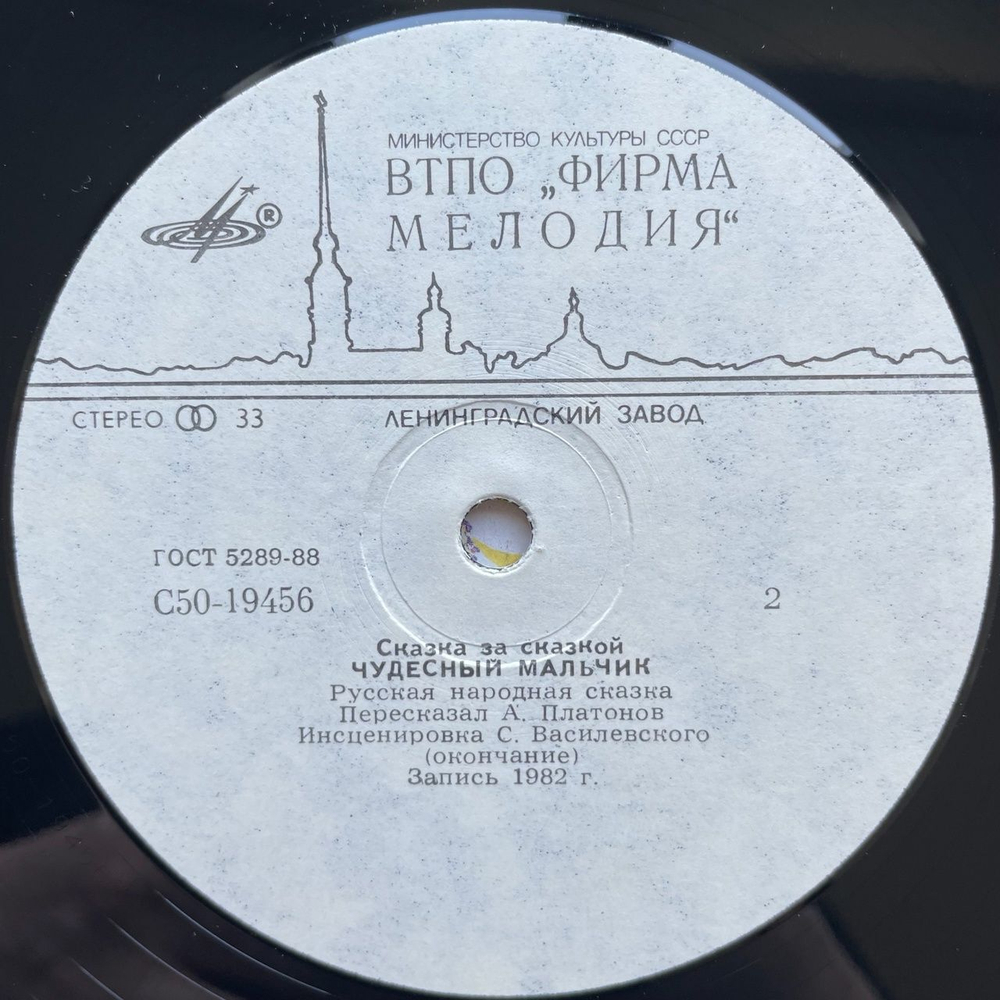 МИНИСТЕРСТВО КУЛЬТУРЫ СССР
ВТПО „ФИРМА
МЕЛОДИЯ“
®
СТЕРЕО 33
ЛЕНИНГРАДСКИЙ ЗАВОД
ГОСТ 5289-88
С50-19456
2
Сказка за сказкой
ЧУДЕСНЫЙ МАЛЬЧИК
Русская народная сказка
Пересказал А. Платонов
Инсценировка С. Василевского
(окончание)
Запись 1982 г.